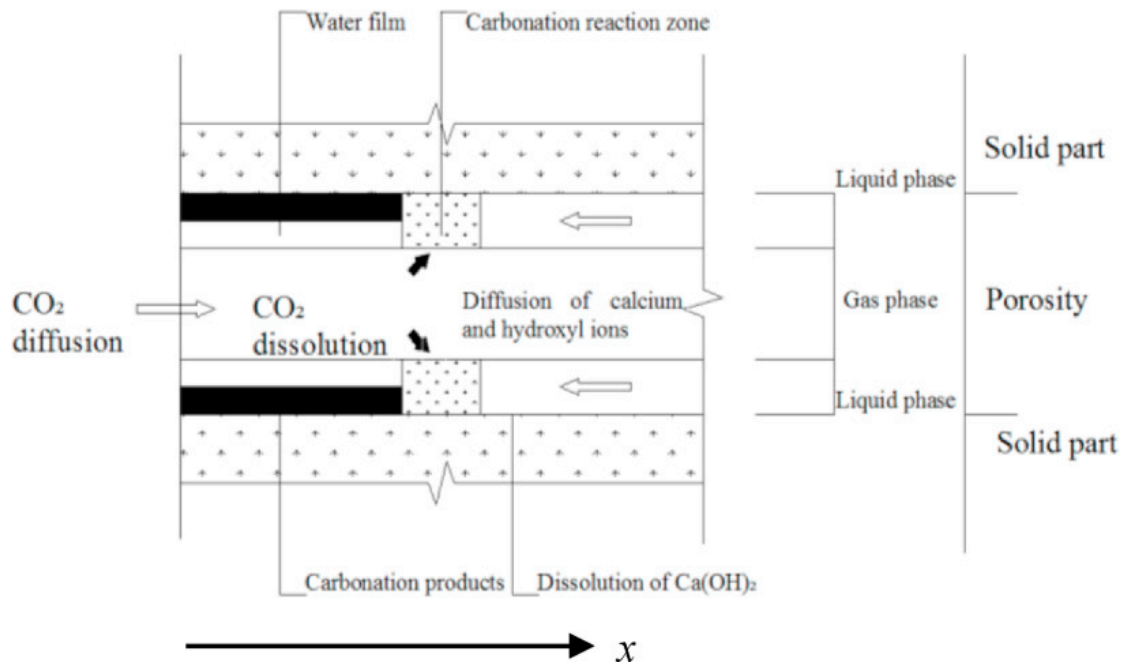 Water film
Carbonation reaction zone
Solid part
Liquid phase
CO₂
diffusion
CO₂
dissolution
Diffusion of calcium
and hydroxyl ions
Gas phase
Porosity
Liquid phase
Solid part
Carbonation products
Dissolution of Ca(OH)₂
x